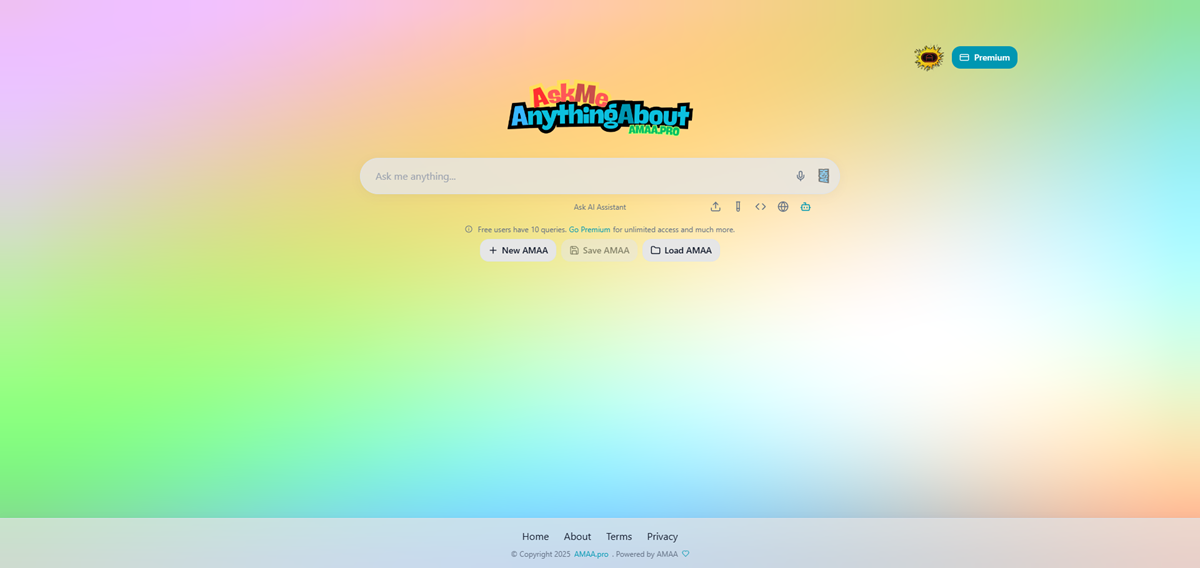 Premium
AskMe
AnythingAbout
AMAA.PRO
Ask me anything...
Ask AI Assistant
Free users have 10 queries. Go Premium for unlimited access and much more.
New AMAA Save AMAA Load AMAA
Home About Terms Privacy
© Copyright 2025 AMAA.pro . Powered by AMAA